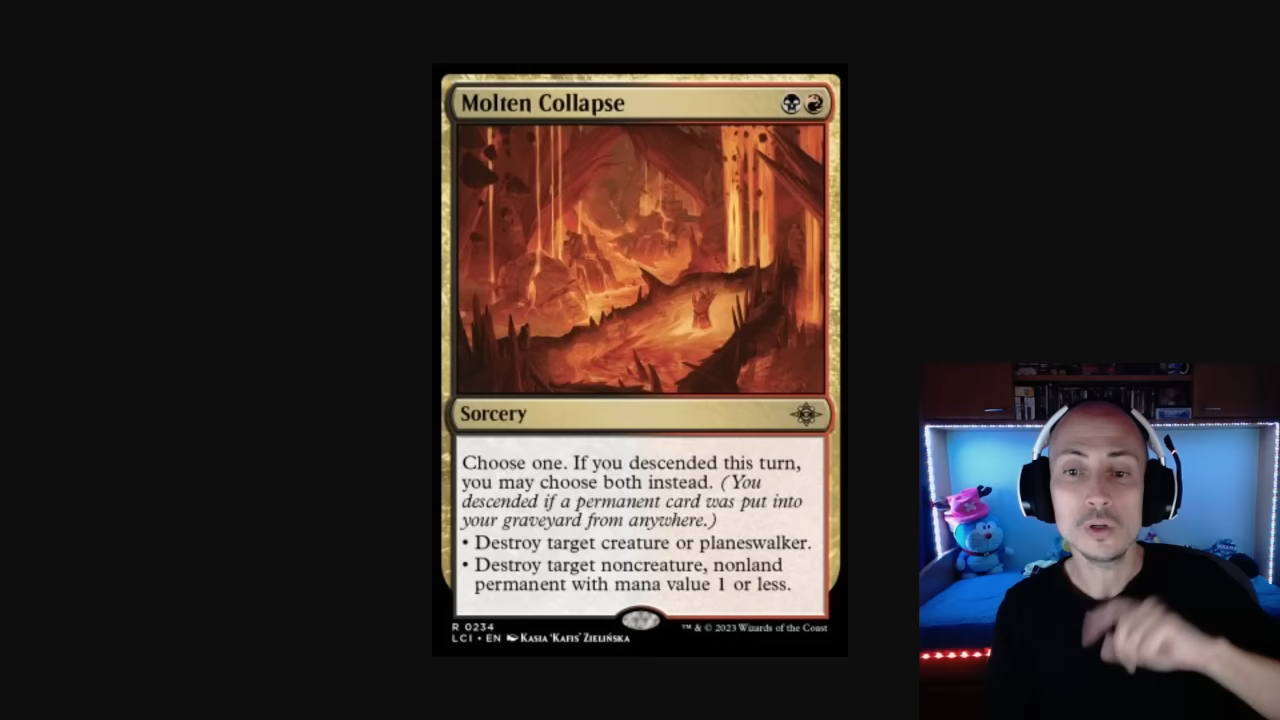 Molten Collapse
Sorcery
Choose one. If you descended this turn,
you may choose both instead. (You
descended if a permanent card was put into
your graveyard from anywhere.)
• Destroy target creature or planeswalker.
• Destroy target noncreature, nonland
permanent with mana value 1 or less.
R 0234
LCI • EN Kasia 'Kafis' Zielińska
™ & © 2023 Wizards of the Coast